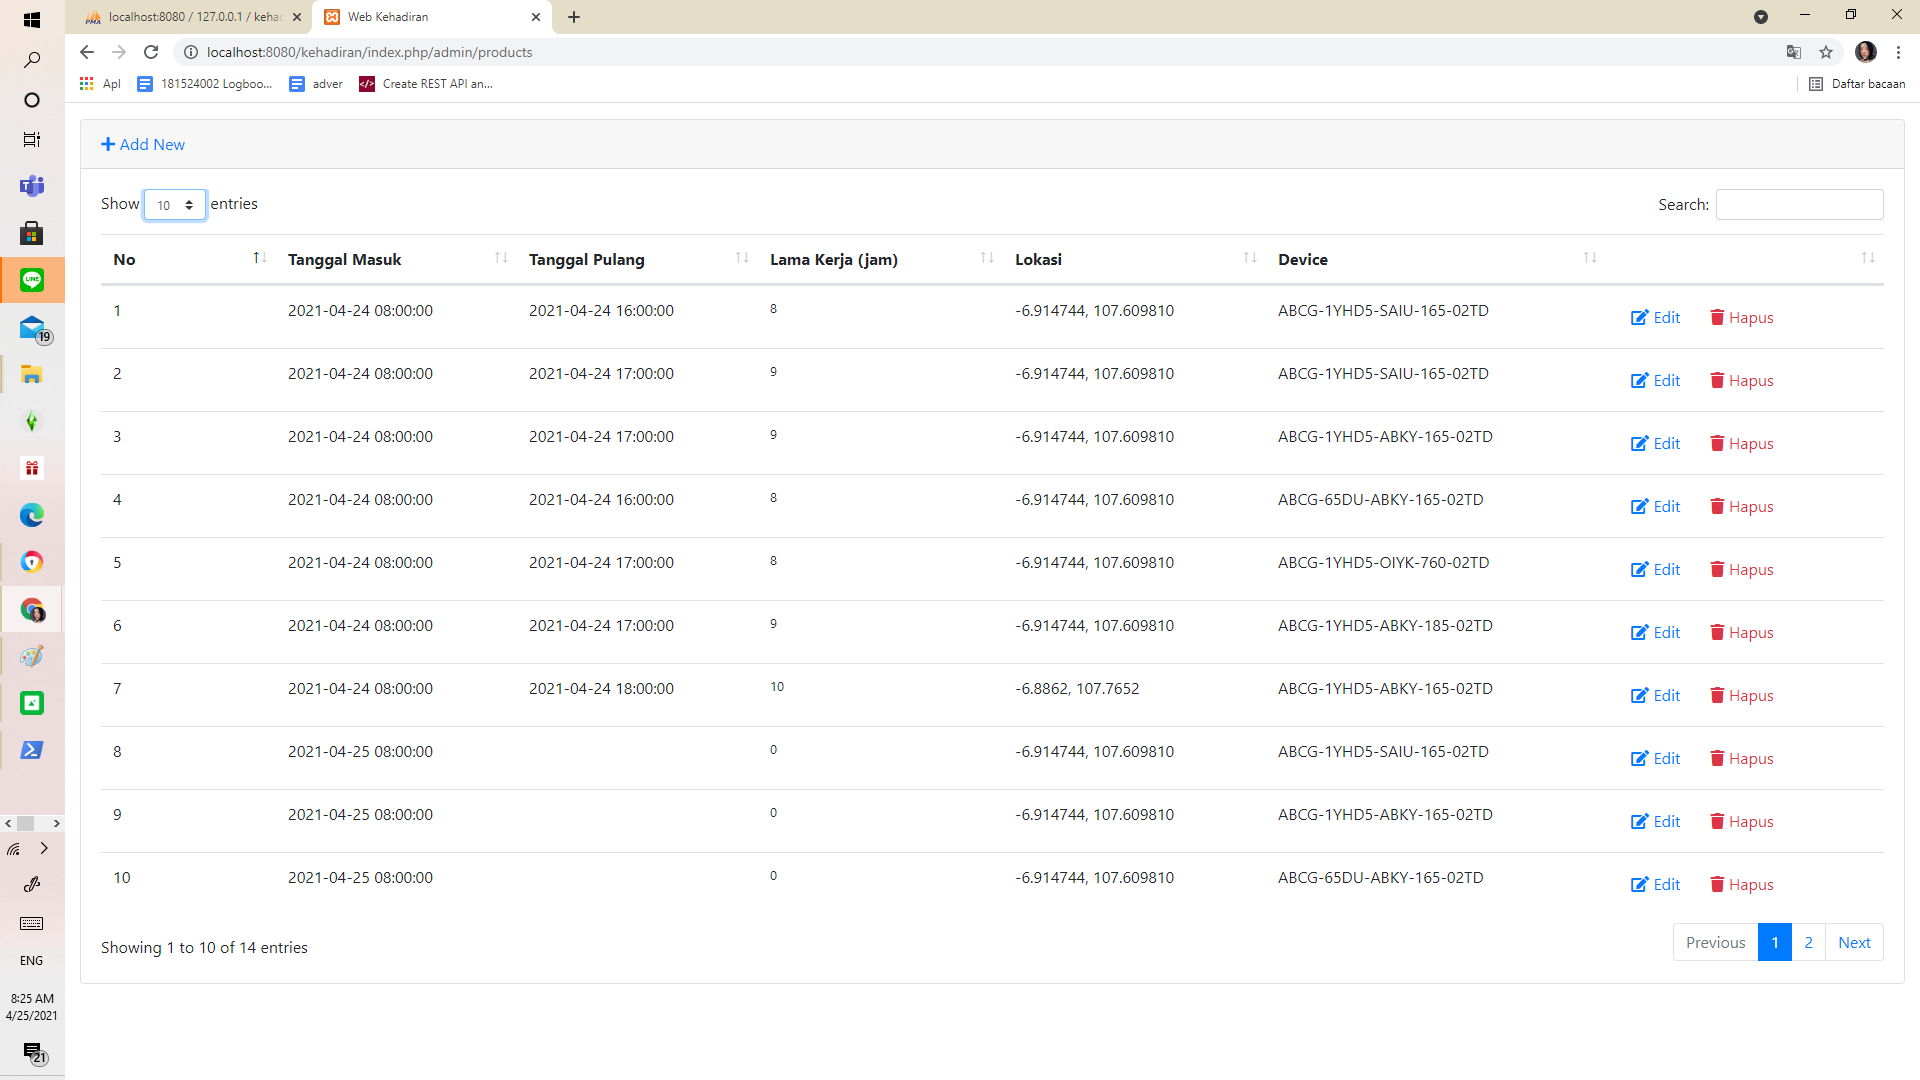 localhost:8080 / 127.0.0.1 / keha
Web Kehadiran
localhost:8080/kehadiran/index.php/admin/products
Apl
181524002 Logboo...
adver
Create REST API an...
Daftar bacaan
Add New
Show 10 entries
Search:
No Tanggal Masuk Tanggal Pulang Lama Kerja (jam) Lokasi Device
1 2021-04-24 08:00:00 2021-04-24 16:00:00 8 -6.914744, 107.609810 ABCG-1YHD5-SAIU-165-02TD Edit Hapus
2 2021-04-24 08:00:00 2021-04-24 17:00:00 9 -6.914744, 107.609810 ABCG-1YHD5-SAIU-165-02TD Edit Hapus
3 2021-04-24 08:00:00 2021-04-24 17:00:00 9 -6.914744, 107.609810 ABCG-1YHD5-ABKY-165-02TD Edit Hapus
4 2021-04-24 08:00:00 2021-04-24 16:00:00 8 -6.914744, 107.609810 ABCG-65DU-ABKY-165-02TD Edit Hapus
5 2021-04-24 08:00:00 2021-04-24 17:00:00 8 -6.914744, 107.609810 ABCG-1YHD5-OIYK-760-02TD Edit Hapus
6 2021-04-24 08:00:00 2021-04-24 17:00:00 9 -6.914744, 107.609810 ABCG-1YHD5-ABKY-185-02TD Edit Hapus
7 2021-04-24 08:00:00 2021-04-24 18:00:00 10 -6.8862, 107.7652 ABCG-1YHD5-ABKY-165-02TD Edit Hapus
8 2021-04-25 08:00:00 0 -6.914744, 107.609810 ABCG-1YHD5-SAIU-165-02TD Edit Hapus
9 2021-04-25 08:00:00 0 -6.914744, 107.609810 ABCG-1YHD5-ABKY-165-02TD Edit Hapus
10 2021-04-25 08:00:00 0 -6.914744, 107.609810 ABCG-65DU-ABKY-165-02TD Edit Hapus
Showing 1 to 10 of 14 entries
Previous 1 2 Next
LINE
19
ENG
8:25 AM
4/25/2021
21